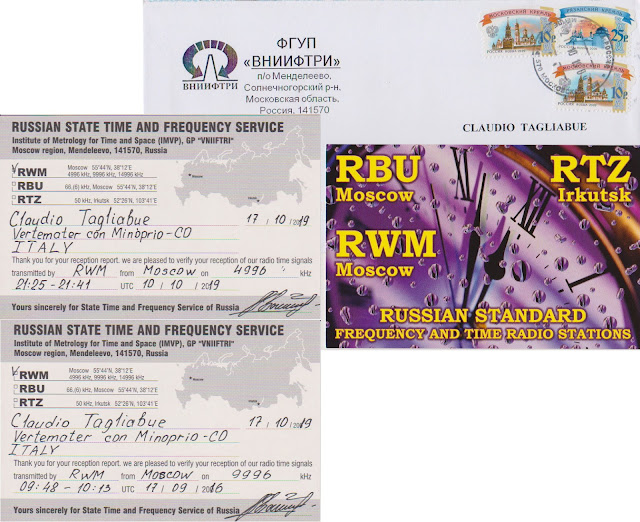 ФГУП
«ВНИИФТРИ»
п/о Менделеево,
Солнечногорский р-н.
Московская область,
Россия, 141570
ВНИИФТРИ
МОСКОВСКИЙ КРЕМЛЬ
10р
РЯЗАНСКИЙ КРЕМЛЬ
25р
МОСКОВСКИЙ КРЕМЛЬ
10р
CLAUDIO TAGLIABUE
RUSSIAN STATE TIME AND FREQUENCY SERVICE
Institute of Metrology for Time and Space (IMVP), GP "VNIIFTRI"
Moscow region, Mendeleevo, 141570, Russia
RWM Moscow 55°44'N, 38°12'E
4996 kHz, 9996 kHz, 14996 kHz
RBU 66,(6) kHz, Moscow 55°44'N, 38°12'E
RTZ 50 kHz, Irkutsk 52°26'N, 103°41'E
Claudio Tagliabue 17 / 10 / 2019
Vertemater con Minoprio-CO
ITALY
Thank you for your reception report. we are pleased to verify your reception of our radio time signals
transmitted by RWM from Moscow on 4996 kHz
21:25 - 21:41 UTC 10 / 10 / 2019
Yours sincerely for State Time and Frequency Service of Russia
RBU
Moscow
RTZ
Irkutsk
RWM
Moscow
RUSSIAN STANDARD
FREQUENCY AND TIME RADIO STATIONS
RUSSIAN STATE TIME AND FREQUENCY SERVICE
Institute of Metrology for Time and Space (IMVP), GP "VNIIFTRI"
Moscow region, Mendeleevo, 141570, Russia
RWM Moscow 55°44'N, 38°12'E
4996 kHz, 9996 kHz, 14996 kHz
RBU 66,(6) kHz, Moscow 55°44'N, 38°12'E
RTZ 50 kHz, Irkutsk 52°26'N, 103°41'E
Claudio Tagliabue 17 / 10 / 2019
Vertemater con Minoprio-CO
ITALY
Thank you for your reception report. we are pleased to verify your reception of our radio time signals
transmitted by RWM from Moscow on 9996 kHz
09:48 - 10:13 UTC 17 / 09 / 2016
Yours sincerely for State Time and Frequency Service of Russia